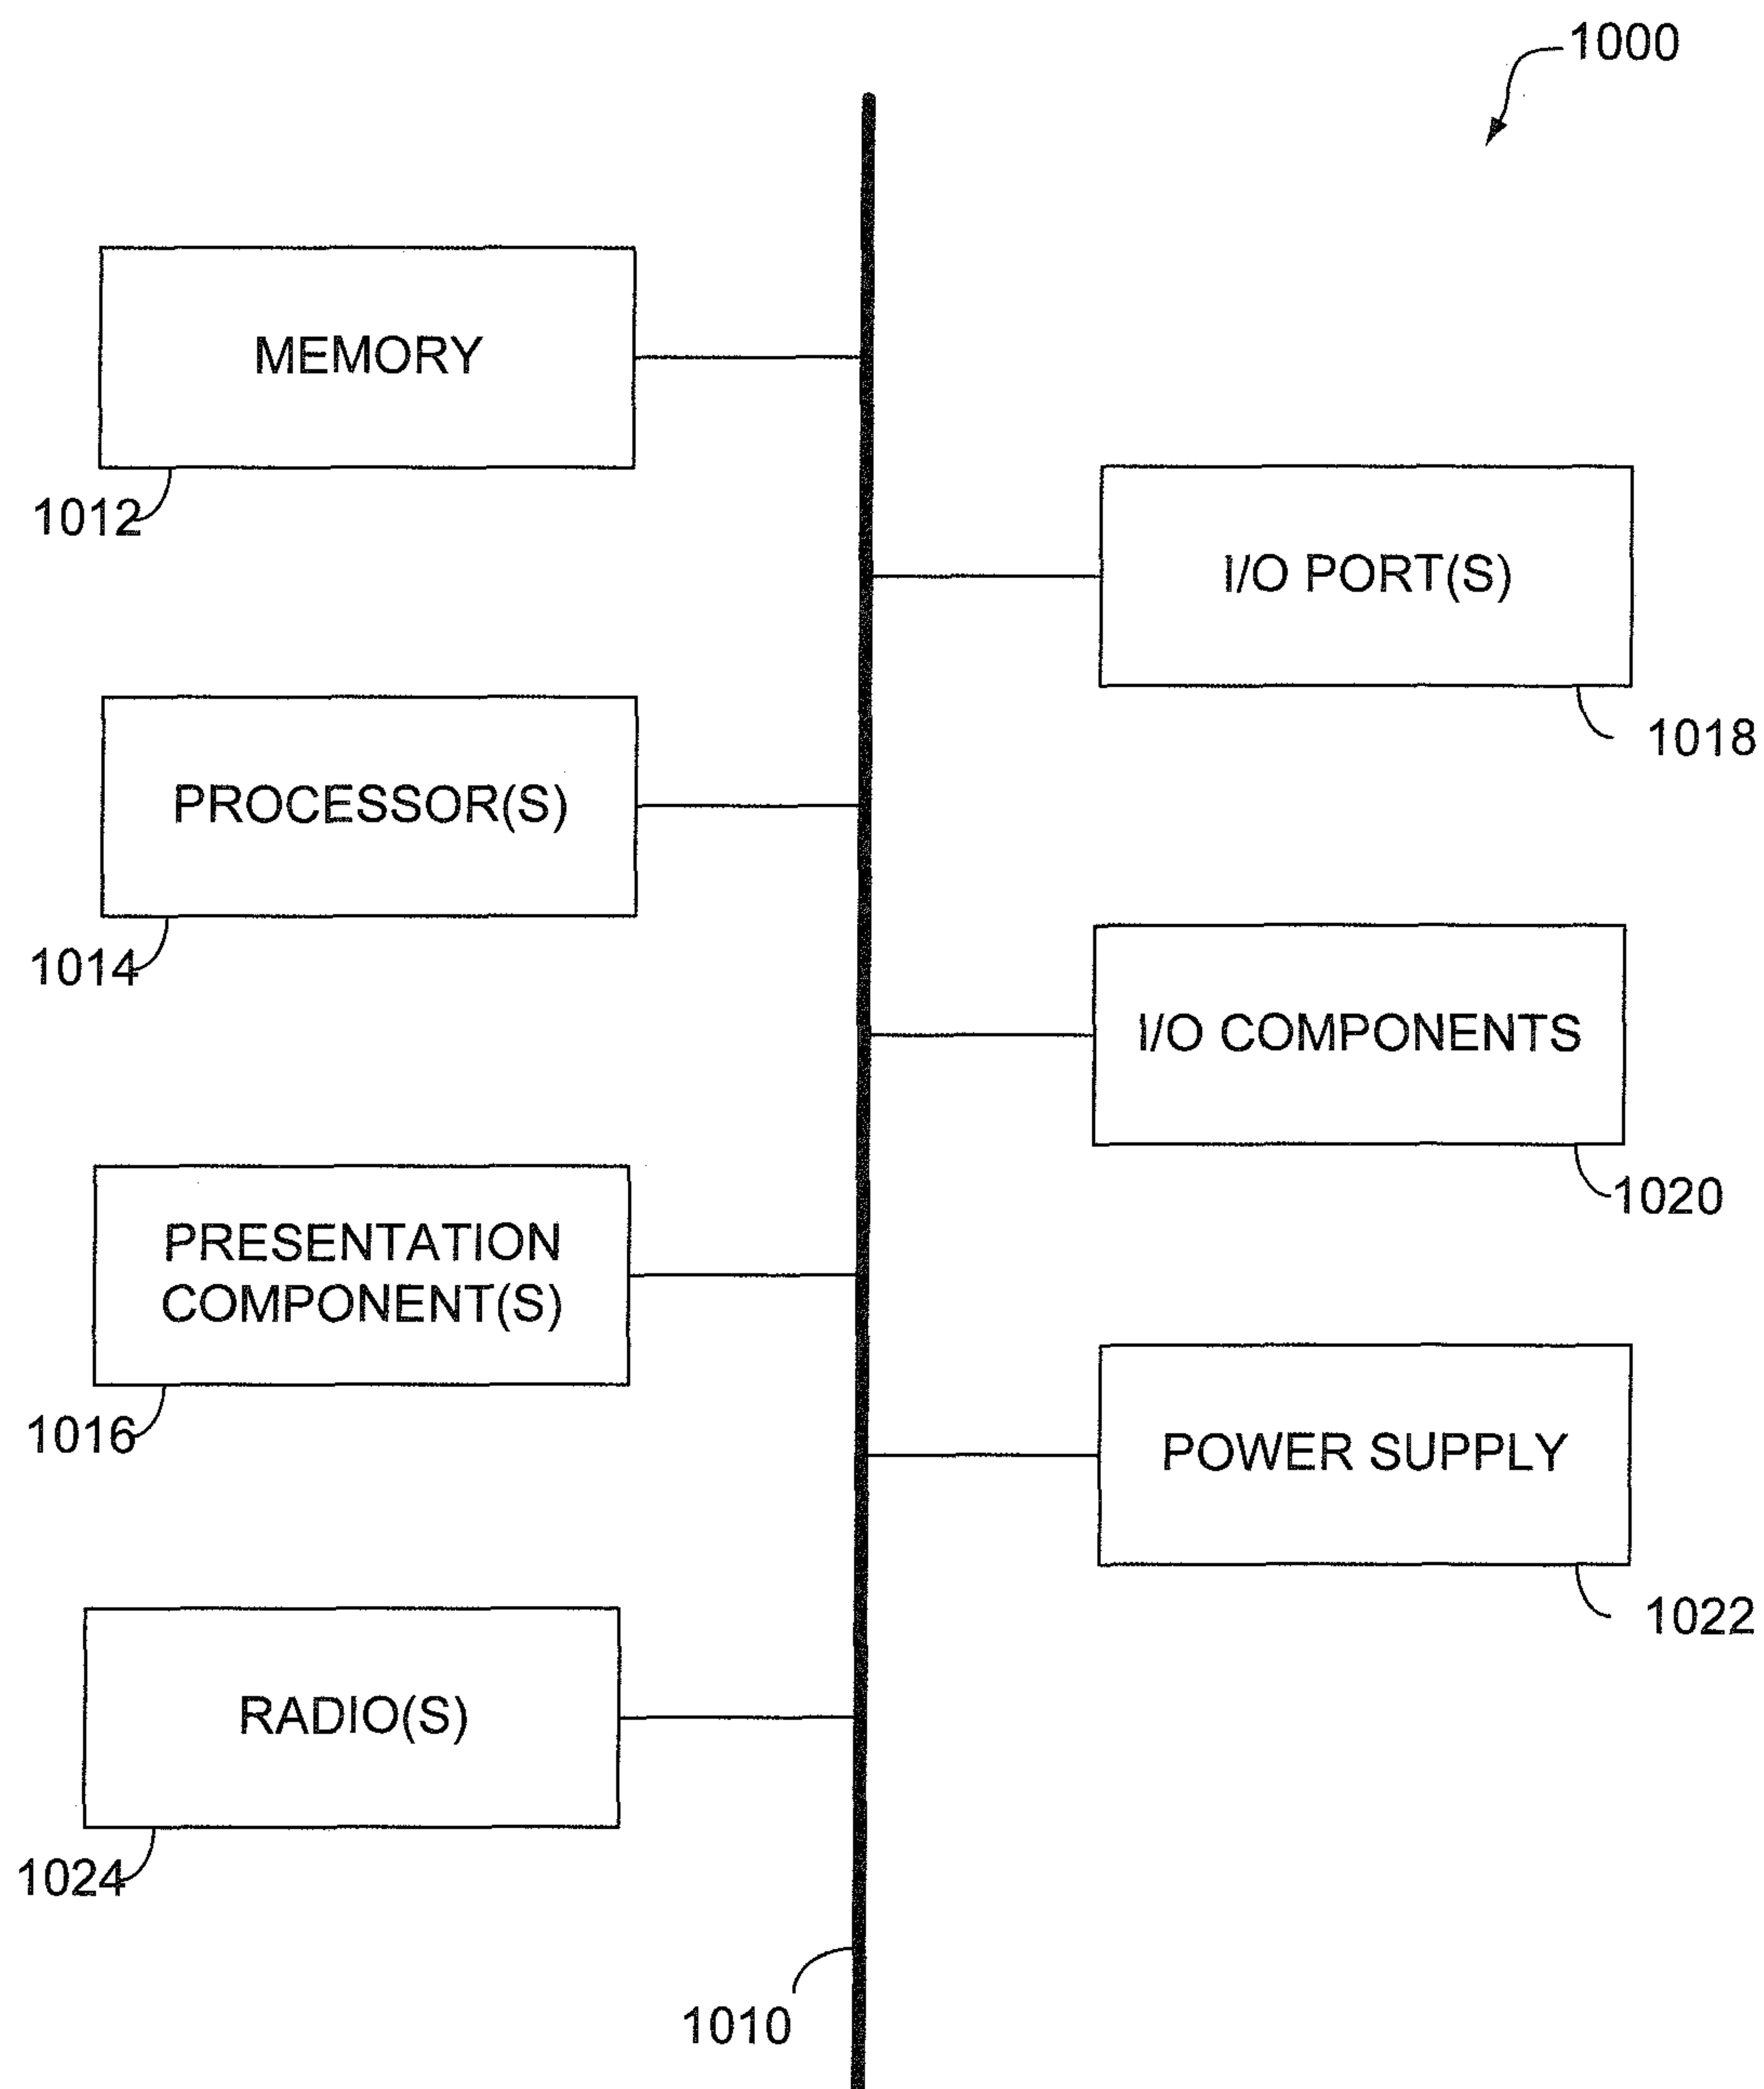 1000
MEMORY
1012
I/O PORT(S)
1018
PROCESSOR(S)
1014
I/O COMPONENTS
1020
PRESENTATION
COMPONENT(S)
1016
POWER SUPPLY
1022
RADIO(S)
1024
1010